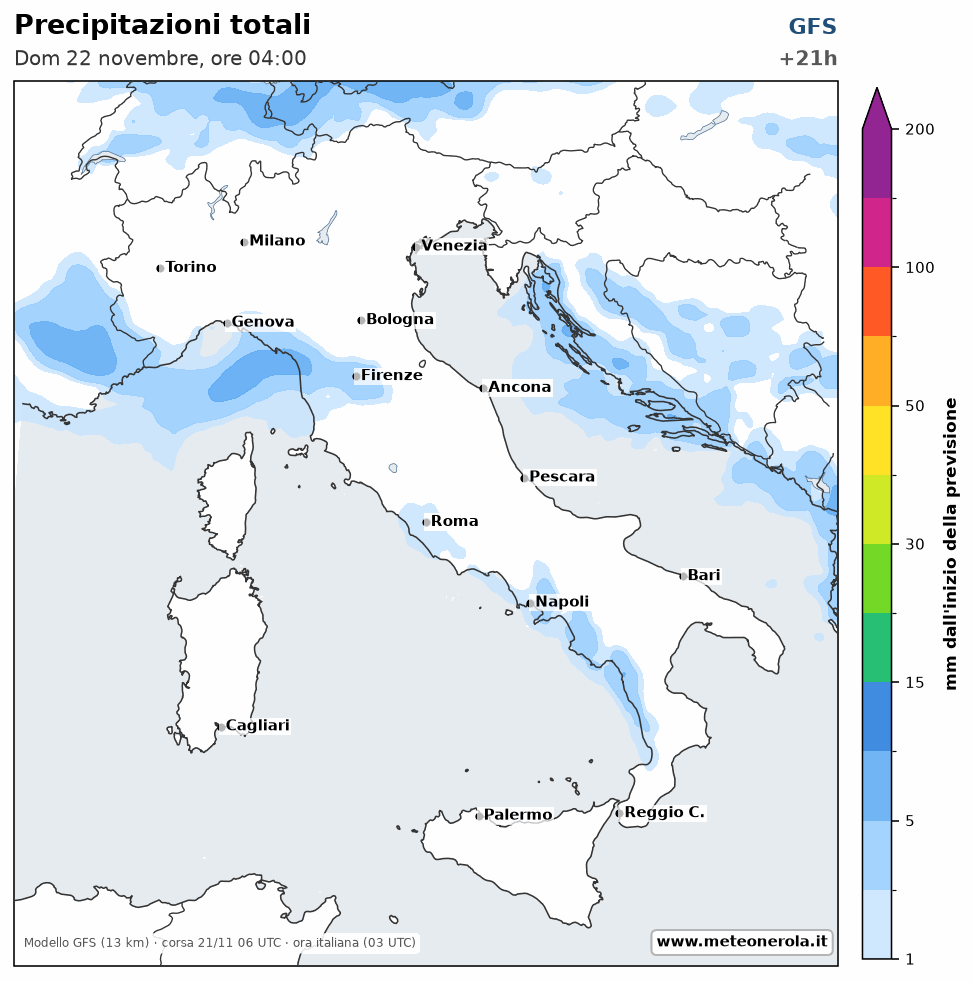 Precipitazioni totali
GFS
Dom 22 novembre, ore 04:00
+21h
200
100
50
30
15
5
1
mm dall'inizio della previsione
Milano
Venezia
Torino
Genova
Bologna
Firenze
Ancona
Pescara
Roma
Bari
Napoli
Cagliari
Palermo
Reggio C.
Modello GFS (13 km) · corsa 21/11 06 UTC · ora italiana (03 UTC)
www.meteonerola.it